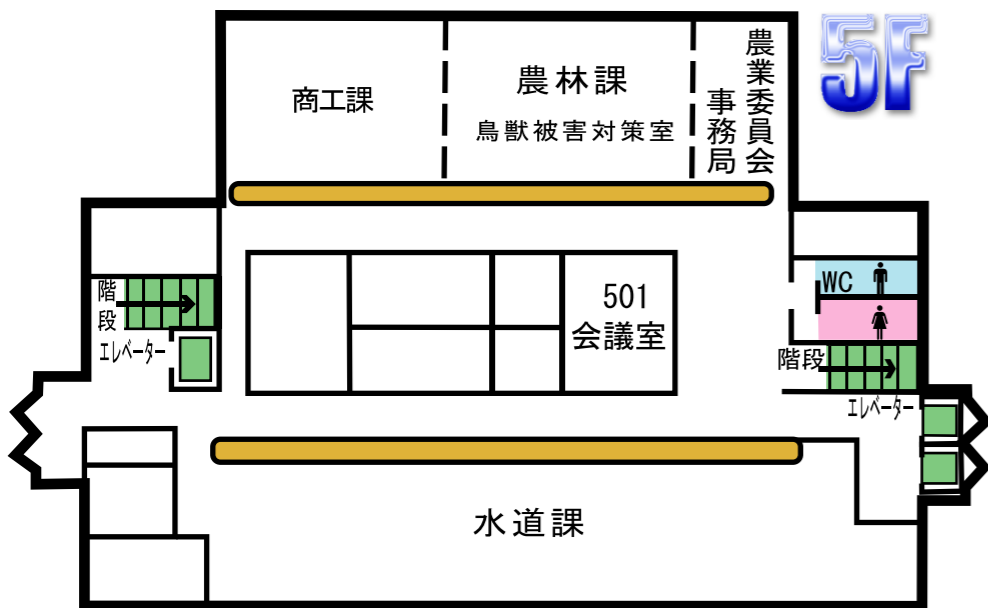 5F
商工課
農林課
鳥獣被害対策室
農業委員会
事務局
階段
エレベーター
501
会議室
WC
階段
エレベーター
水道課